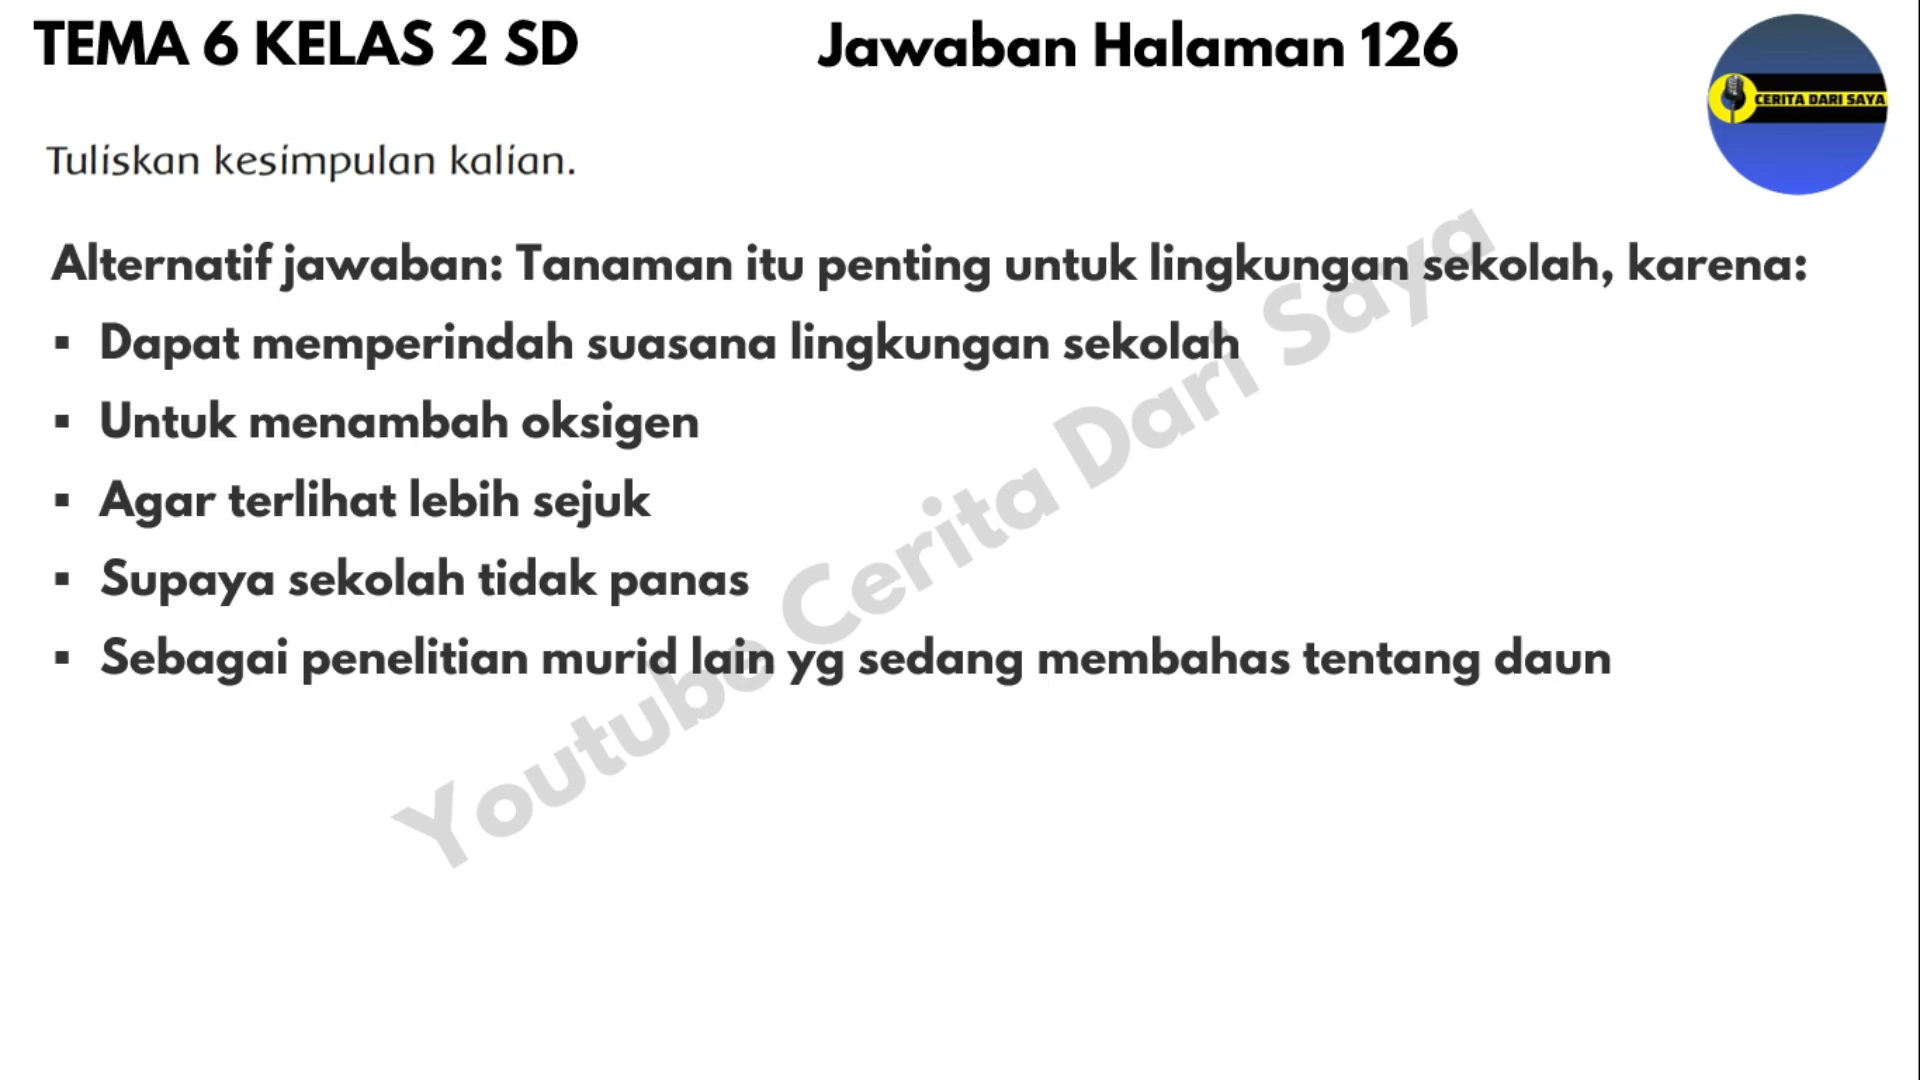 TEMA 6 KELAS 2 SD
Jawaban Halaman 126
CERITA DARI SAYA
Tuliskan kesimpulan kalian.
Alternatif jawaban: Tanaman itu penting untuk lingkungan sekolah, karena:
▪ Dapat memperindah suasana lingkungan sekolah
▪ Untuk menambah oksigen
▪ Agar terlihat lebih sejuk
▪ Supaya sekolah tidak panas
▪ Sebagai penelitian murid lain yg sedang membahas tentang daun
Youtube Cerita Dari Saya